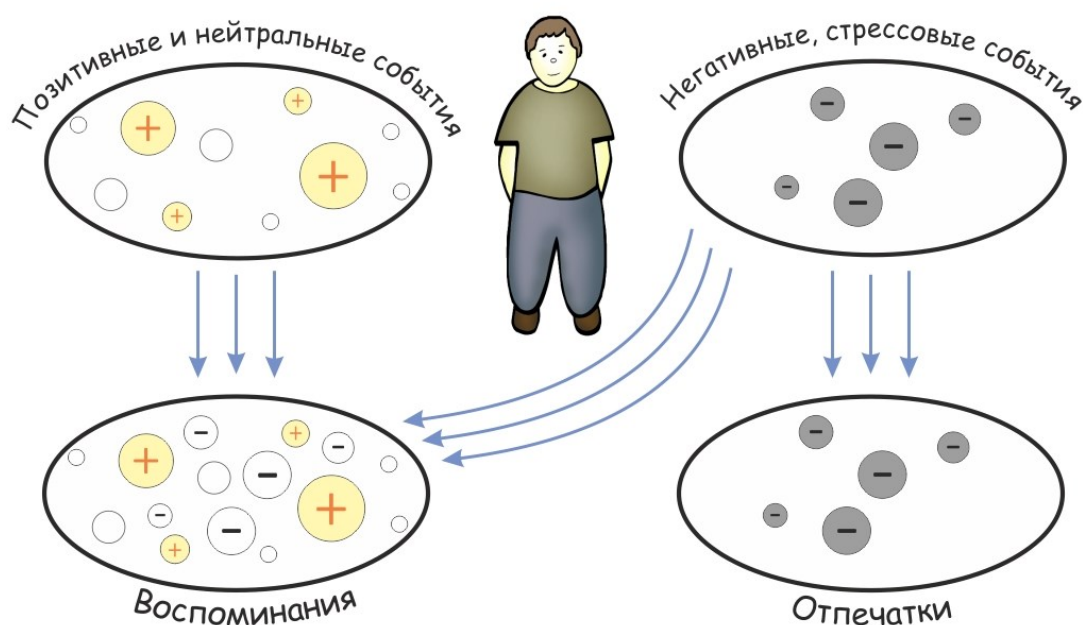 Позитивные и нейтральные события
Негативные, стрессовые события
Воспоминания
Отпечатки